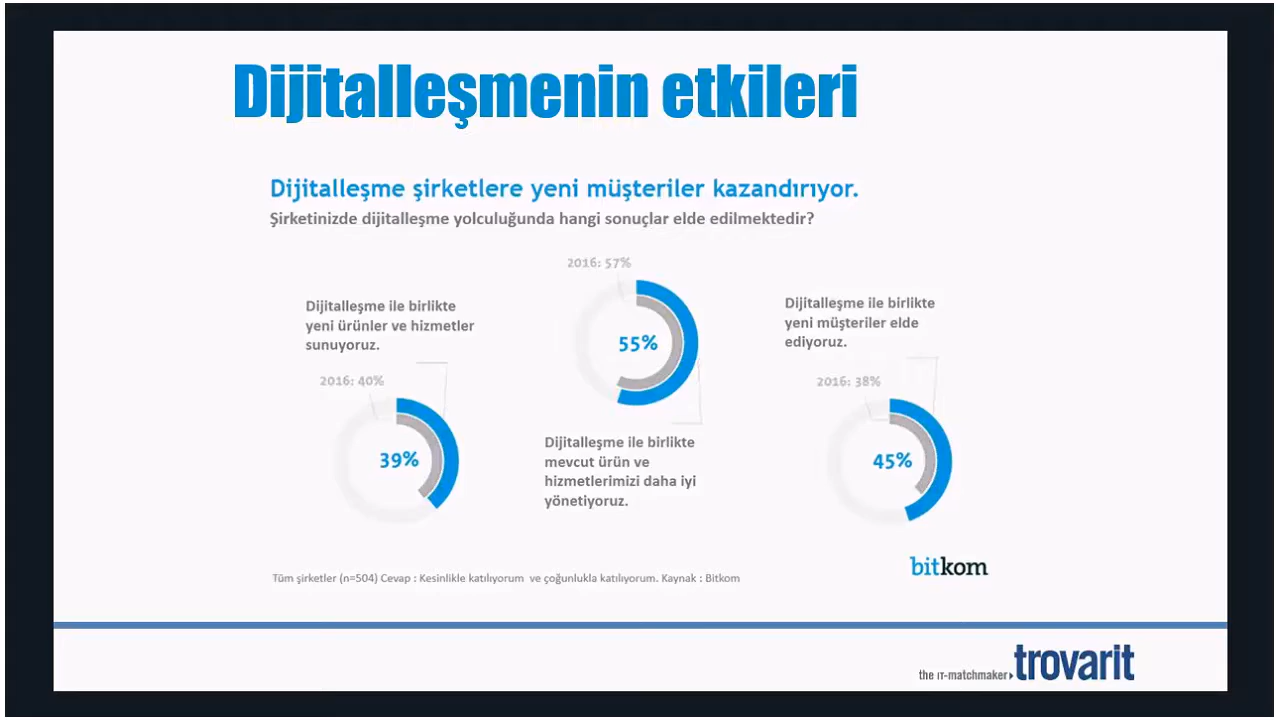 Dijitalleşmenin etkileri
Dijitalleşme şirketlere yeni müşteriler kazandırıyor.
Şirketinizde dijitalleşme yolculuğunda hangi sonuçlar elde edilmektedir?
Dijitalleşme ile birlikte
yeni ürünler ve hizmetler
sunuyoruz.
2016: 40%
39%
2016: 57%
55%
Dijitalleşme ile birlikte
mevcut ürün ve
hizmetlerimizi daha iyi
yönetiyoruz.
Dijitalleşme ile birlikte
yeni müşteriler elde
ediyoruz.
2016: 38%
45%
bitkom
Tüm şirketler (n=504) Cevap : Kesinlikle katılıyorum ve çoğunlukla katılıyorum. Kaynak : Bitkom
the IT-matchmaker trovarit